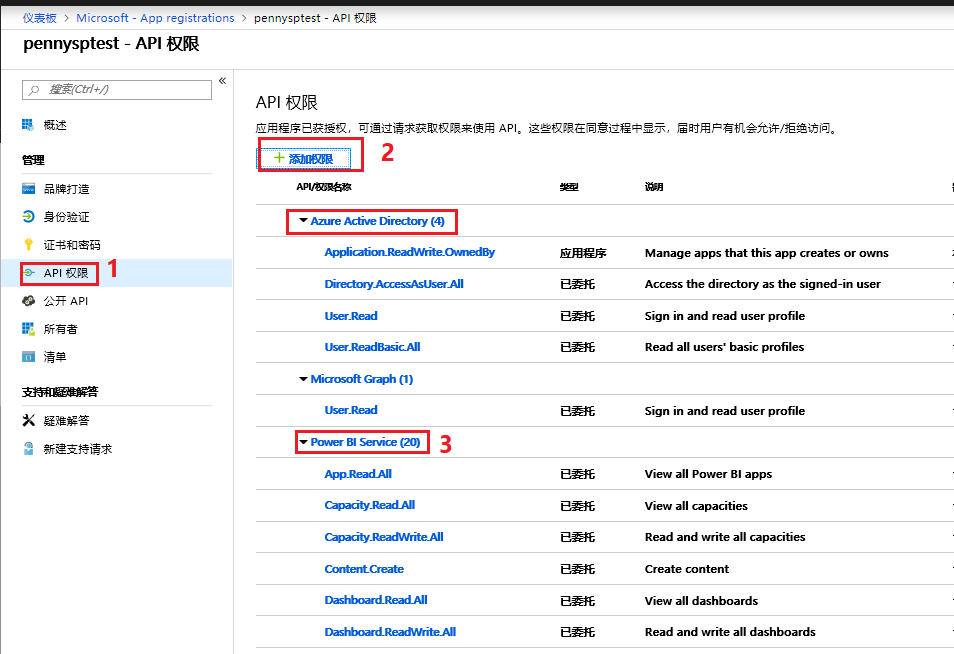 仪表板 > Microsoft - App registrations > pennysptest - API 权限
pennysptest - API 权限
搜索(Ctrl+/)
«
概述
管理
品牌打造
身份验证
证书和密码
API 权限
1
公开 API
所有者
清单
支持和疑难解答
疑难解答
新建支持请求
API 权限
应用程序已获授权，可通过请求获取权限来使用 API。这些权限在同意过程中显示，届时用户有机会允许/拒绝访问。
+ 添加权限
2
API/权限名称 类型 说明
Azure Active Directory (4)
Application.ReadWrite.OwnedBy 应用程序 Manage apps that this app creates or owns
Directory.AccessAsUser.All 已委托 Access the directory as the signed-in user
User.Read 已委托 Sign in and read user profile
User.ReadBasic.All 已委托 Read all users' basic profiles
Microsoft Graph (1)
User.Read 已委托 Sign in and read user profile
Power BI Service (20)
3
App.Read.All 已委托 View all Power BI apps
Capacity.Read.All 已委托 View all capacities
Capacity.ReadWrite.All 已委托 Read and write all capacities
Content.Create 已委托 Create content
Dashboard.Read.All 已委托 View all dashboards
Dashboard.ReadWrite.All 已委托 Read and write all dashboards